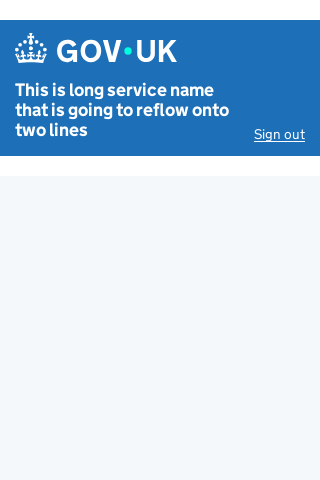 GOV·UK
This is long service name
that is going to reflow onto
two lines
Sign out